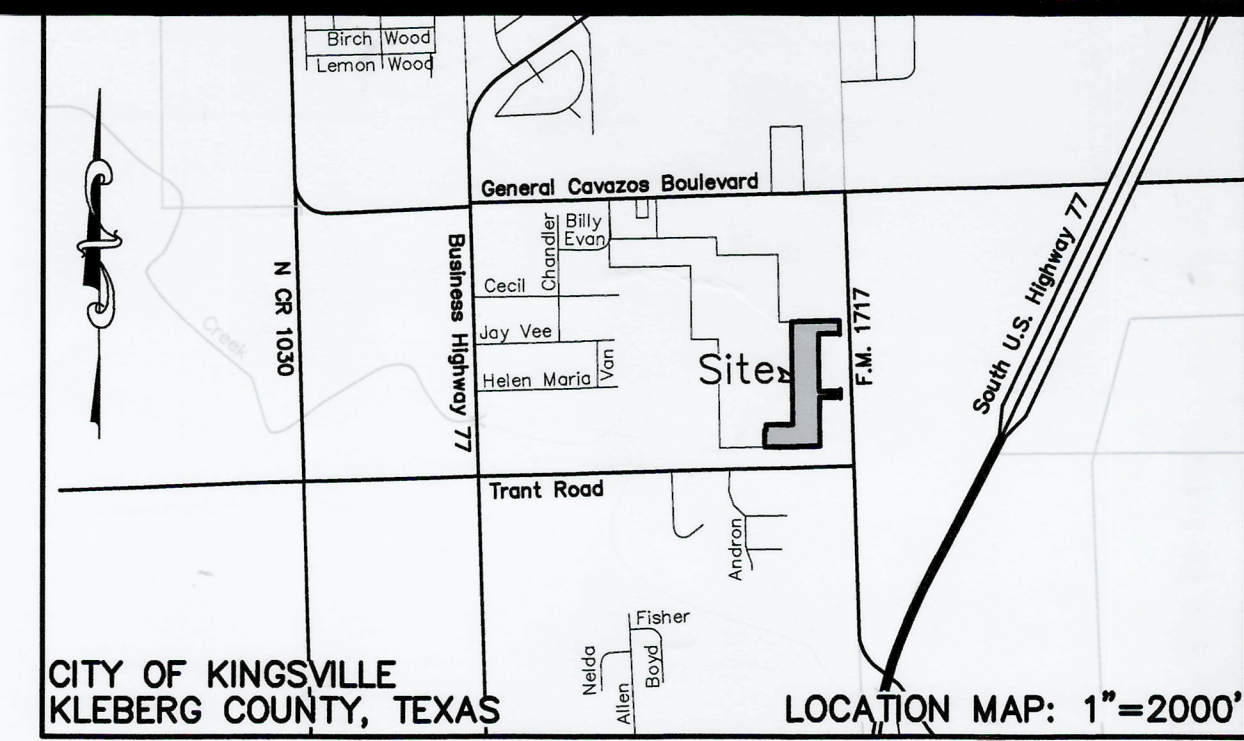 Birch Wood
Lemon Wood
General Cavazos Boulevard
Billy
Evan
Chandler
Business Highway 77
N CR 1030
Cecil
Jay Vee
Helen Maria
Van
Creek
Site
F.M. 1717
South U.S. Highway 77
Trant Road
Andron
Fisher
Nelda
Boyd
Allen
CITY OF KINGSVILLE
KLEBERG COUNTY, TEXAS
LOCATION MAP: 1"=2000'